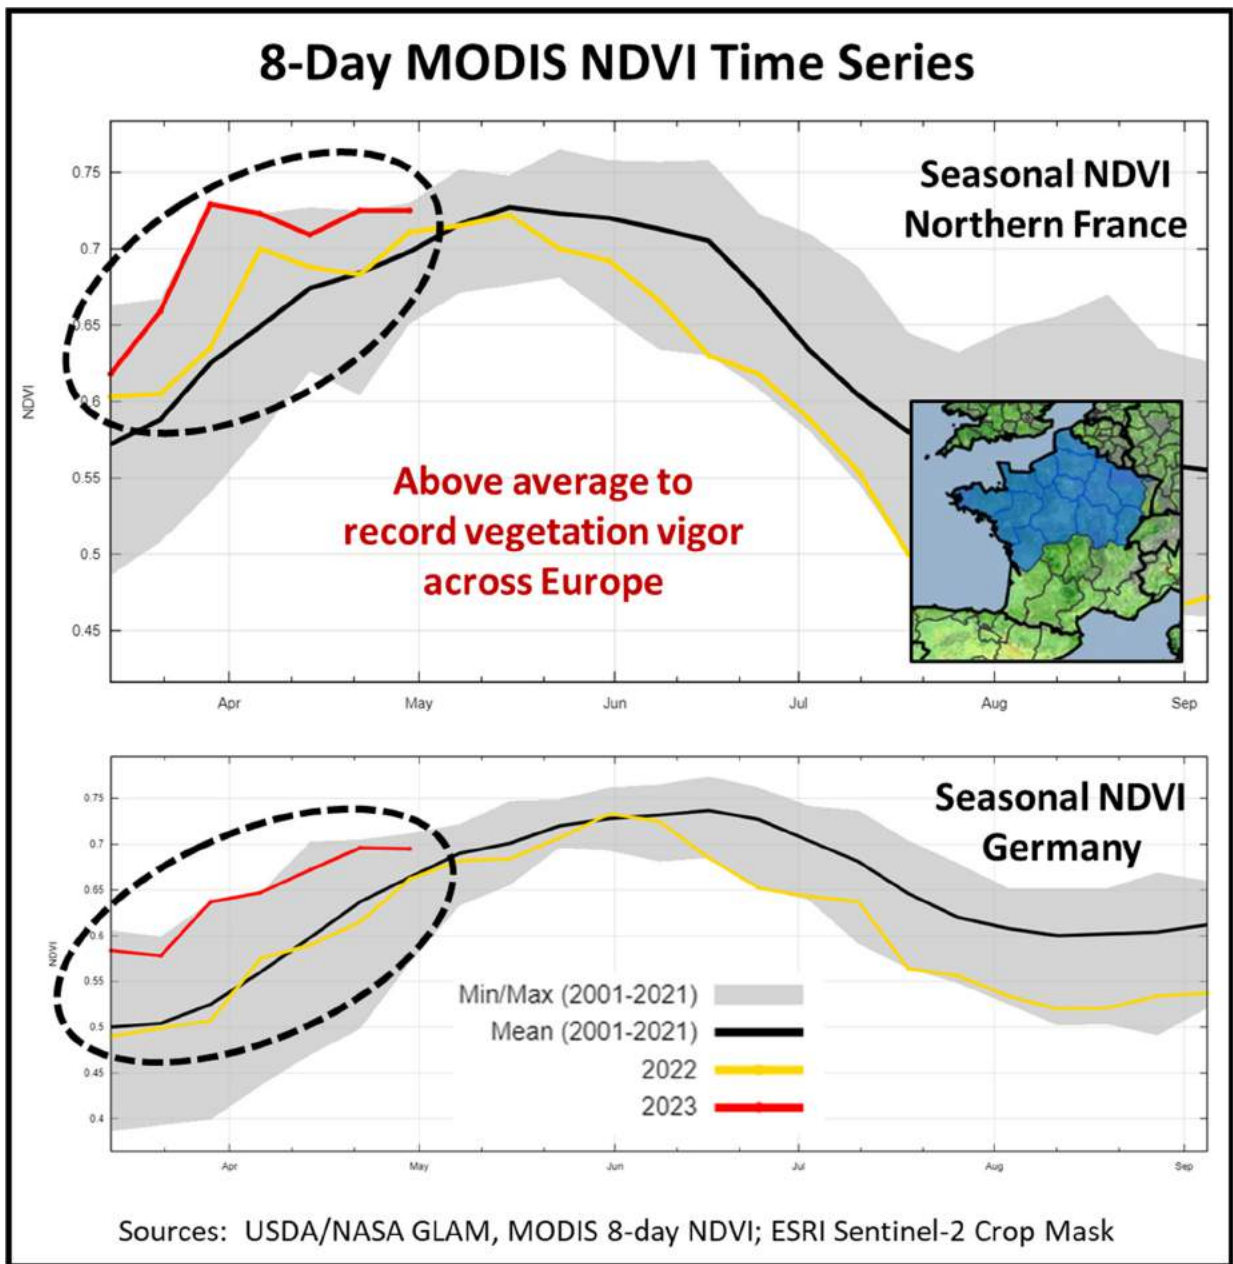 8-Day MODIS NDVI Time Series
Seasonal NDVI
Northern France
0.75
0.7
0.65
0.6
0.55
0.5
0.45
NDVI
Above average to
record vegetation vigor
across Europe
Apr May Jun Jul Aug Sep
Seasonal NDVI
Germany
0.75
0.7
0.65
0.6
0.55
0.5
0.45
0.4
NDVI
Min/Max (2001-2021)
Mean (2001-2021)
2022
2023
Apr May Jun Jul Aug Sep
Sources: USDA/NASA GLAM, MODIS 8-day NDVI; ESRI Sentinel-2 Crop Mask